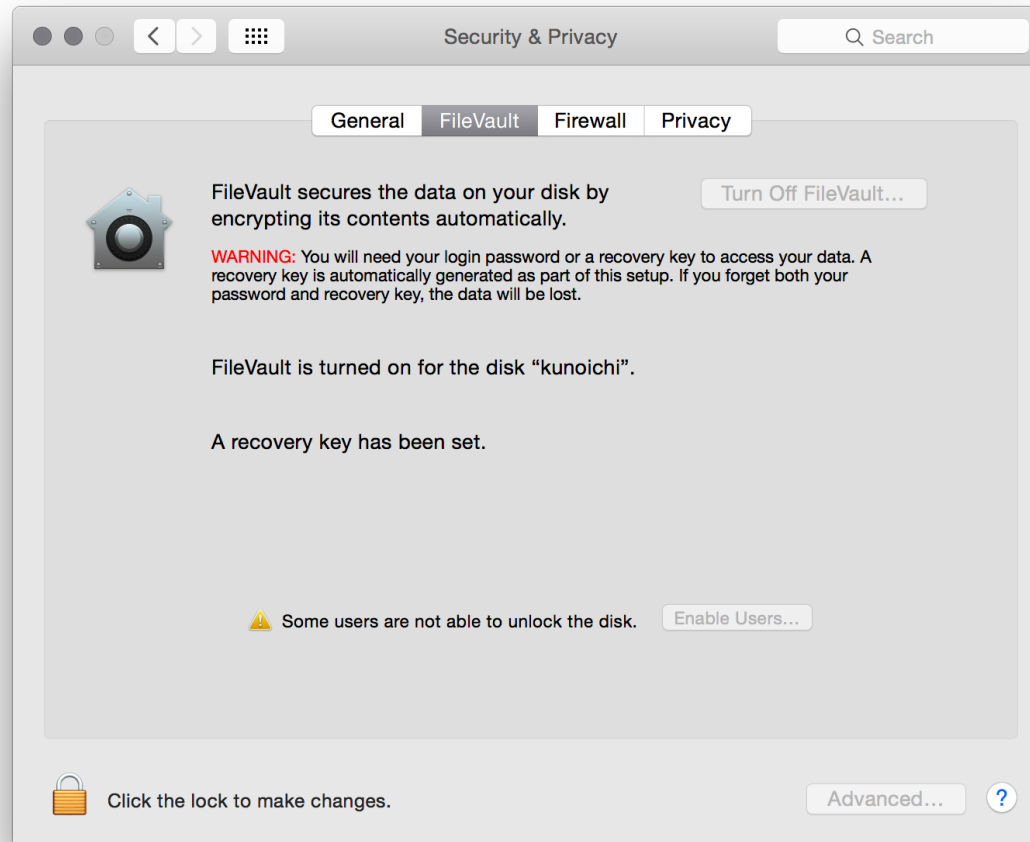 Security & Privacy
Search
General
FileVault
Firewall
Privacy
FileVault secures the data on your disk by
encrypting its contents automatically.
Turn Off FileVault...
WARNING: You will need your login password or a recovery key to access your data. A
recovery key is automatically generated as part of this setup. If you forget both your
password and recovery key, the data will be lost.
FileVault is turned on for the disk “kunoichi”.
A recovery key has been set.
Some users are not able to unlock the disk.
Enable Users...
Click the lock to make changes.
Advanced...
?